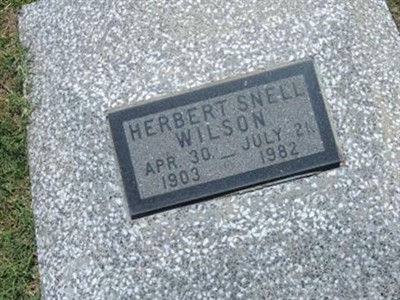 HERBERT SNELL
WILSON
APR. 30, — JULY 21,
1903 1982